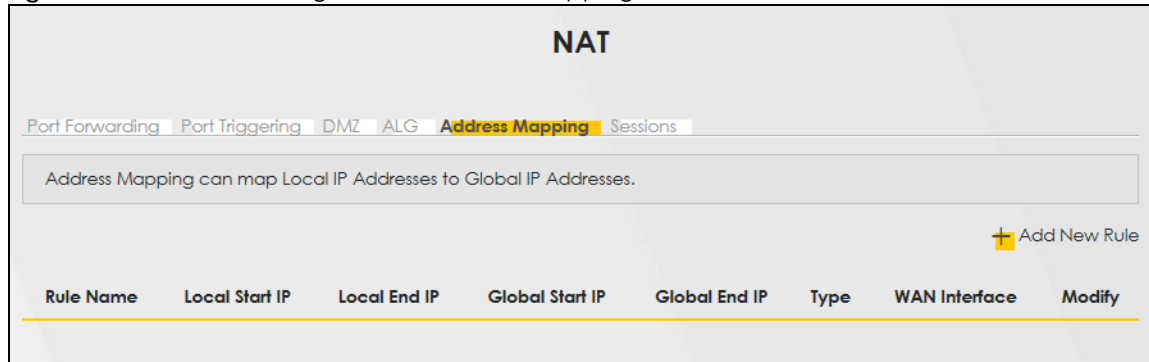 NAT
Port Forwarding Port Triggering DMZ ALG Address Mapping Sessions
Address Mapping can map Local IP Addresses to Global IP Addresses.
+ Add New Rule
Rule Name Local Start IP Local End IP Global Start IP Global End IP Type WAN Interface Modify